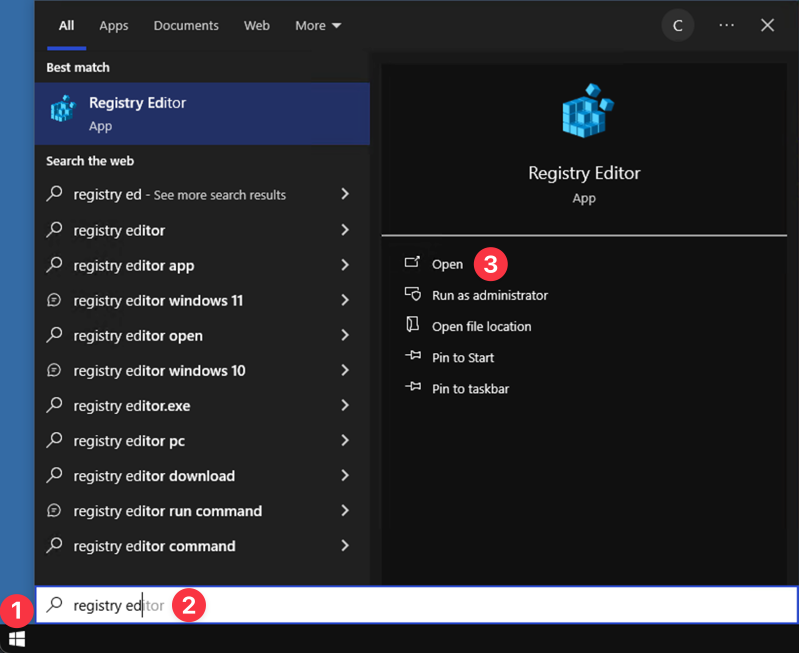 All Apps Documents Web More C ...
Best match
Registry Editor
App
Search the web
registry ed - See more search results
registry editor
registry editor app
registry editor windows 11
registry editor open
registry editor windows 10
registry editor.exe
registry editor pc
registry editor download
registry editor run command
registry editor command
Registry Editor
App
Open 3
Run as administrator
Open file location
Pin to Start
Pin to taskbar
registry editor 2
1